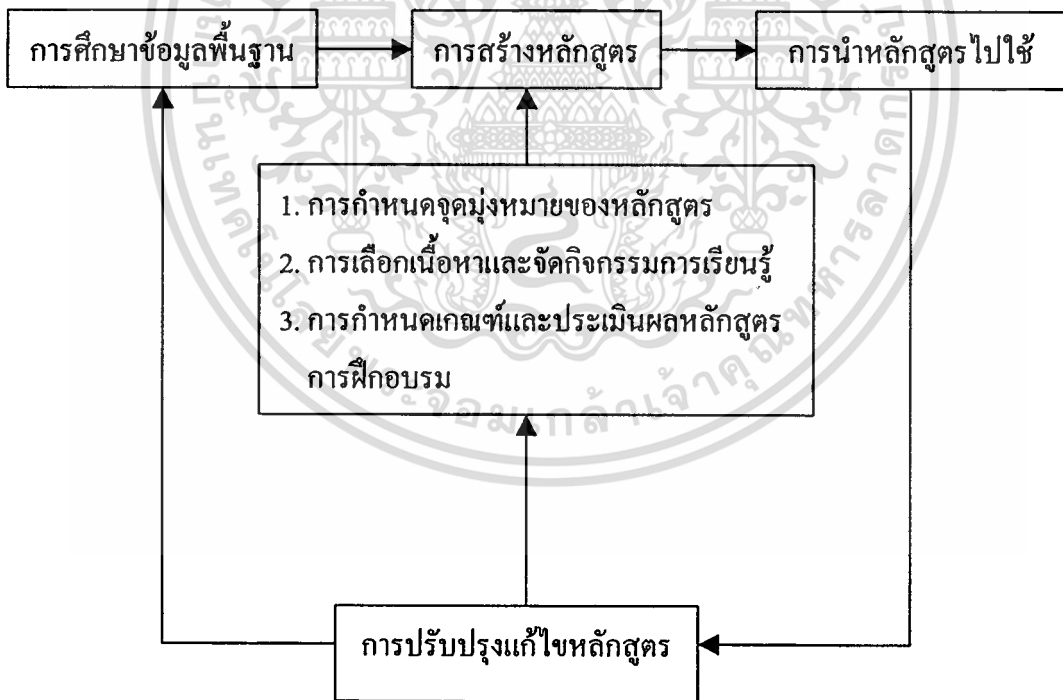 การศึกษาข้อมูลพื้นฐาน
การสร้างหลักสูตร
การนำหลักสูตรไปใช้
1. การกำหนดจุดมุ่งหมายของหลักสูตร
2. การเลือกเนื้อหาและจัดกิจกรรมการเรียนรู้
3. การกำหนดเกณฑ์และประเมินผลหลักสูตร
การฝึกอบรม
การปรับปรุงแก้ไขหลักสูตร